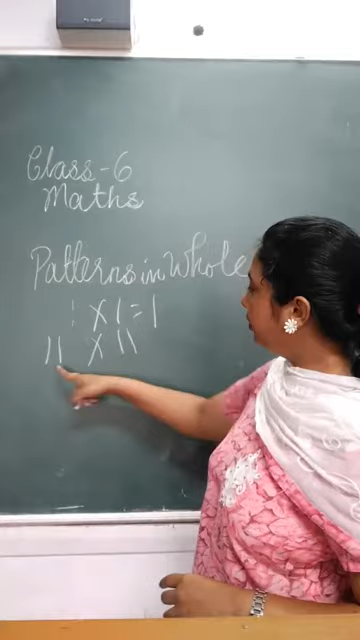 Class-6
Maths
Patterns in Whole
1 X 1 = 1
11 X 11